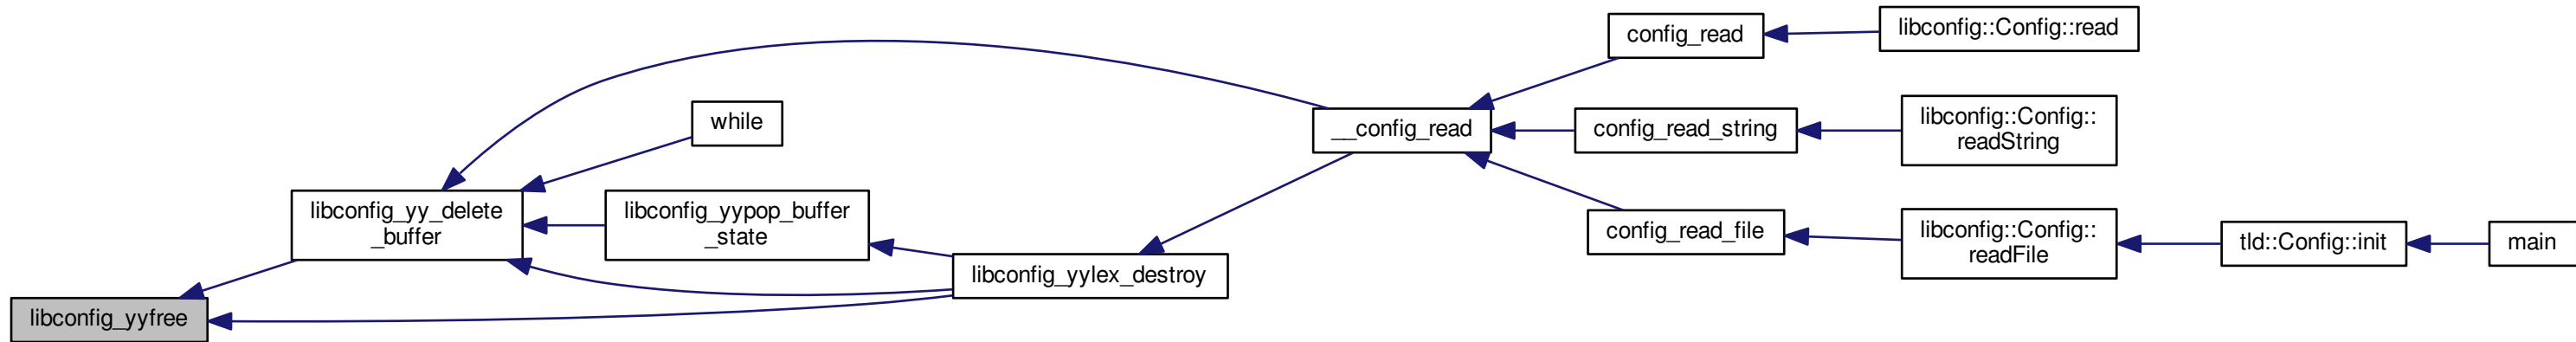 config_read
libconfig::Config::read
while
__config_read
config_read_string
libconfig::Config::
readString
libconfig_yy_delete
_buffer
libconfig_yypop_buffer
_state
config_read_file
libconfig::Config::
readFile
tld::Config::init
main
libconfig_yylex_destroy
libconfig_yyfree